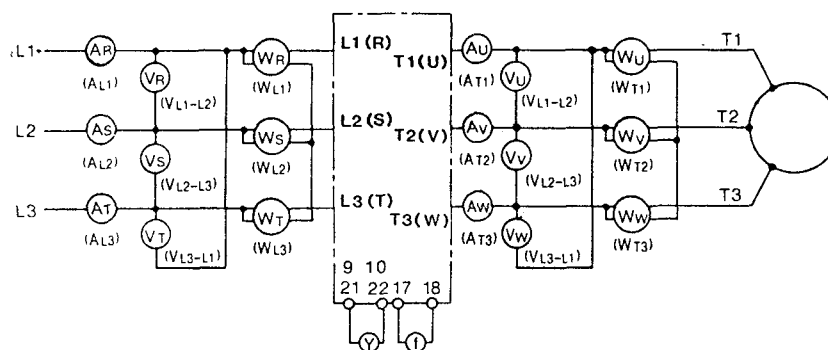 L1 AR WR L1(R) T1(U) AU WU T1
(AL1) VR (WL1) (AT1) VU (WT1)
(VL1-L2) (VL1-L2)
L2 AS WS L2(S) T2(V) AV WV T2
(AL2) VS (WL2) (AT2) VV (WT2)
(VL2-L3) (VL2-L3)
L3 AT WT L3(T) T3(W) AW WW T3
(AL3) VT (WL3) (AT3) VW (WT3)
(VL3-L1) (VL3-L1)
9 10
21 22 17 18
Y f